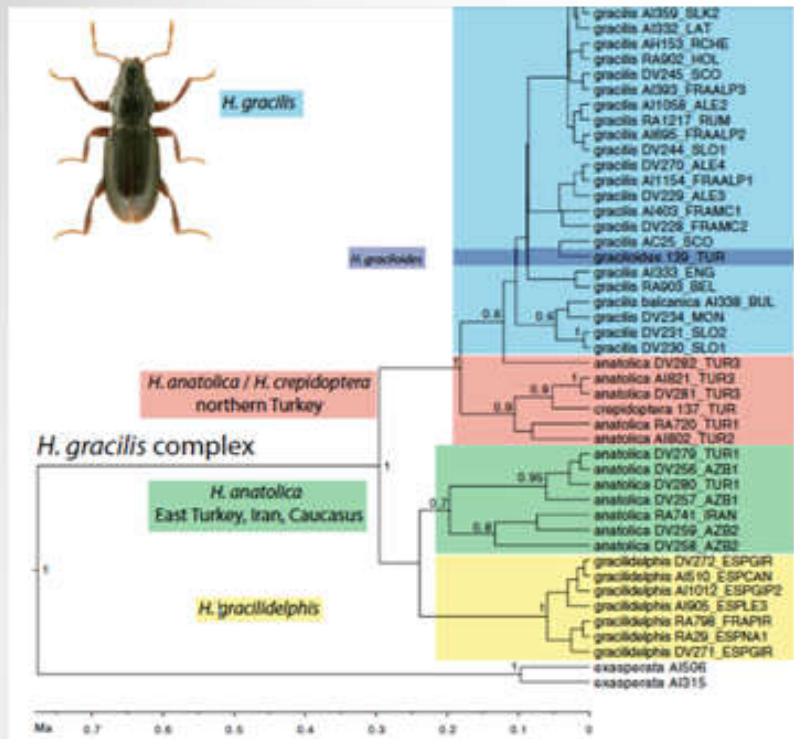 gracilis AI359_SLK2
gracilis AI332_LAT
gracilis AH153_RCHE
gracilis RA902_HOL
gracilis DV245_SCO
gracilis AI393_FRAALP3
gracilis AI1058_ALE2
gracilis RA1217_RUM
gracilis AI695_FRAALP2
gracilis DV244_SLO1
gracilis DV270_ALE4
gracilis AI1154_FRAALP1
gracilis DV229_ALE3
gracilis AI403_FRAMC1
gracilis DV228_FRAMC2
gracilis AC25_SCO
graciloides 139_TUR
gracilis AI333_ENG
gracilis RA903_BEL
gracilis balcanica AI338_BUL
gracilis DV234_MON
gracilis DV231_SLO2
gracilis DV230_SLO1
anatolica DV282_TUR3
anatolica AI821_TUR3
anatolica DV281_TUR3
crepidoptera 137_TUR
anatolica RA720_TUR1
anatolica AI802_TUR2
anatolica DV279_TUR1
anatolica DV256_AZB1
anatolica DV280_TUR1
anatolica DV257_AZB1
anatolica RA741_IRAN
anatolica DV259_AZB2
anatolica DV258_AZB2
gracilidelphis DV272_ESPGIR
gracilidelphis AI510_ESPCAN
gracilidelphis AI1012_ESPGIP2
gracilidelphis AI905_ESPLE3
gracilidelphis RA798_FRAPIR
gracilidelphis RA29_ESPNA1
gracilidelphis DV271_ESPGIR
exasperata AI506
exasperata AI315
H. gracilis
H. gracilioides
H. anatolica / H. crepidoptera
northern Turkey
H. gracilis complex
H. anatolica
East Turkey, Iran, Caucasus
H. gracilidelphis
0.9
1
1
0.9
0.9
1
0.95
0.7
0.8
1
1
1
1
Ma 0.7 0.6 0.5 0.4 0.3 0.2 0.1 0